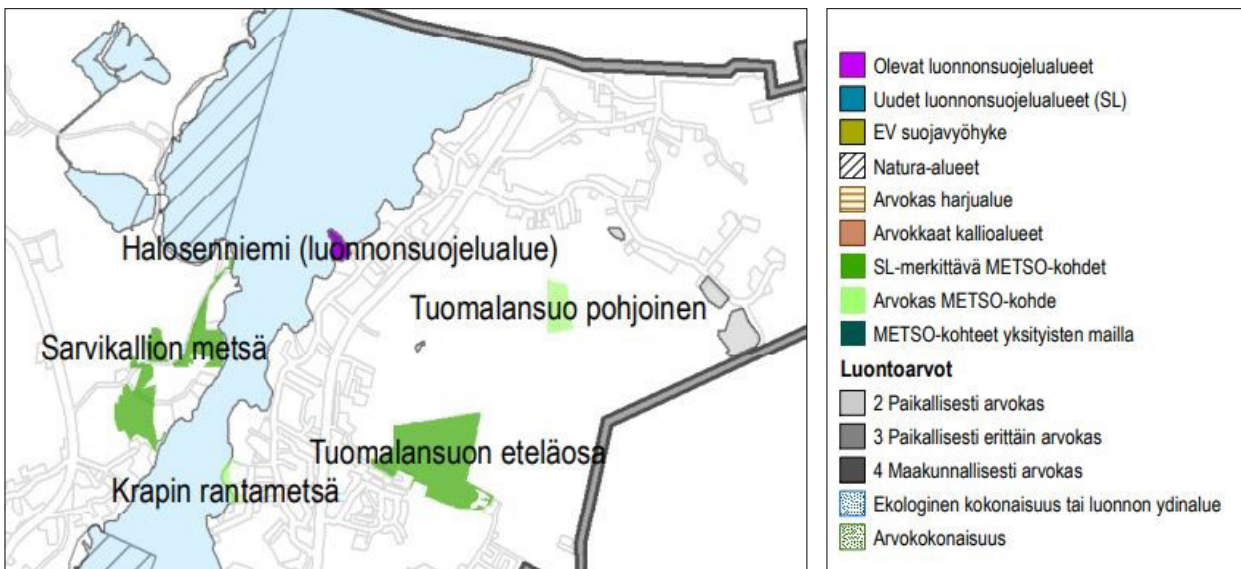 Halosenniemi (luonnonsuojelualue)
Tuomalansuo pohjoinen
Sarvikallion metsä
Tuomalansuon eteläosa
Krapin rantametsä
Olevat luonnonsuojelualueet
Uudet luonnonsuojelualueet (SL)
EV suojavyöhyke
Natura-alueet
Arvokas harjualue
Arvokkaat kallioalueet
SL-merkittävä METSO-kohdet
Arvokas METSO-kohde
METSO-kohteet yksityisten mailla
Luontoarvot
2 Paikallisesti arvokas
3 Paikallisesti erittäin arvokas
4 Maakunnallisesti arvokas
Ekologinen kokonaisuus tai luonnon ydinalue
Arvokokonaisuus